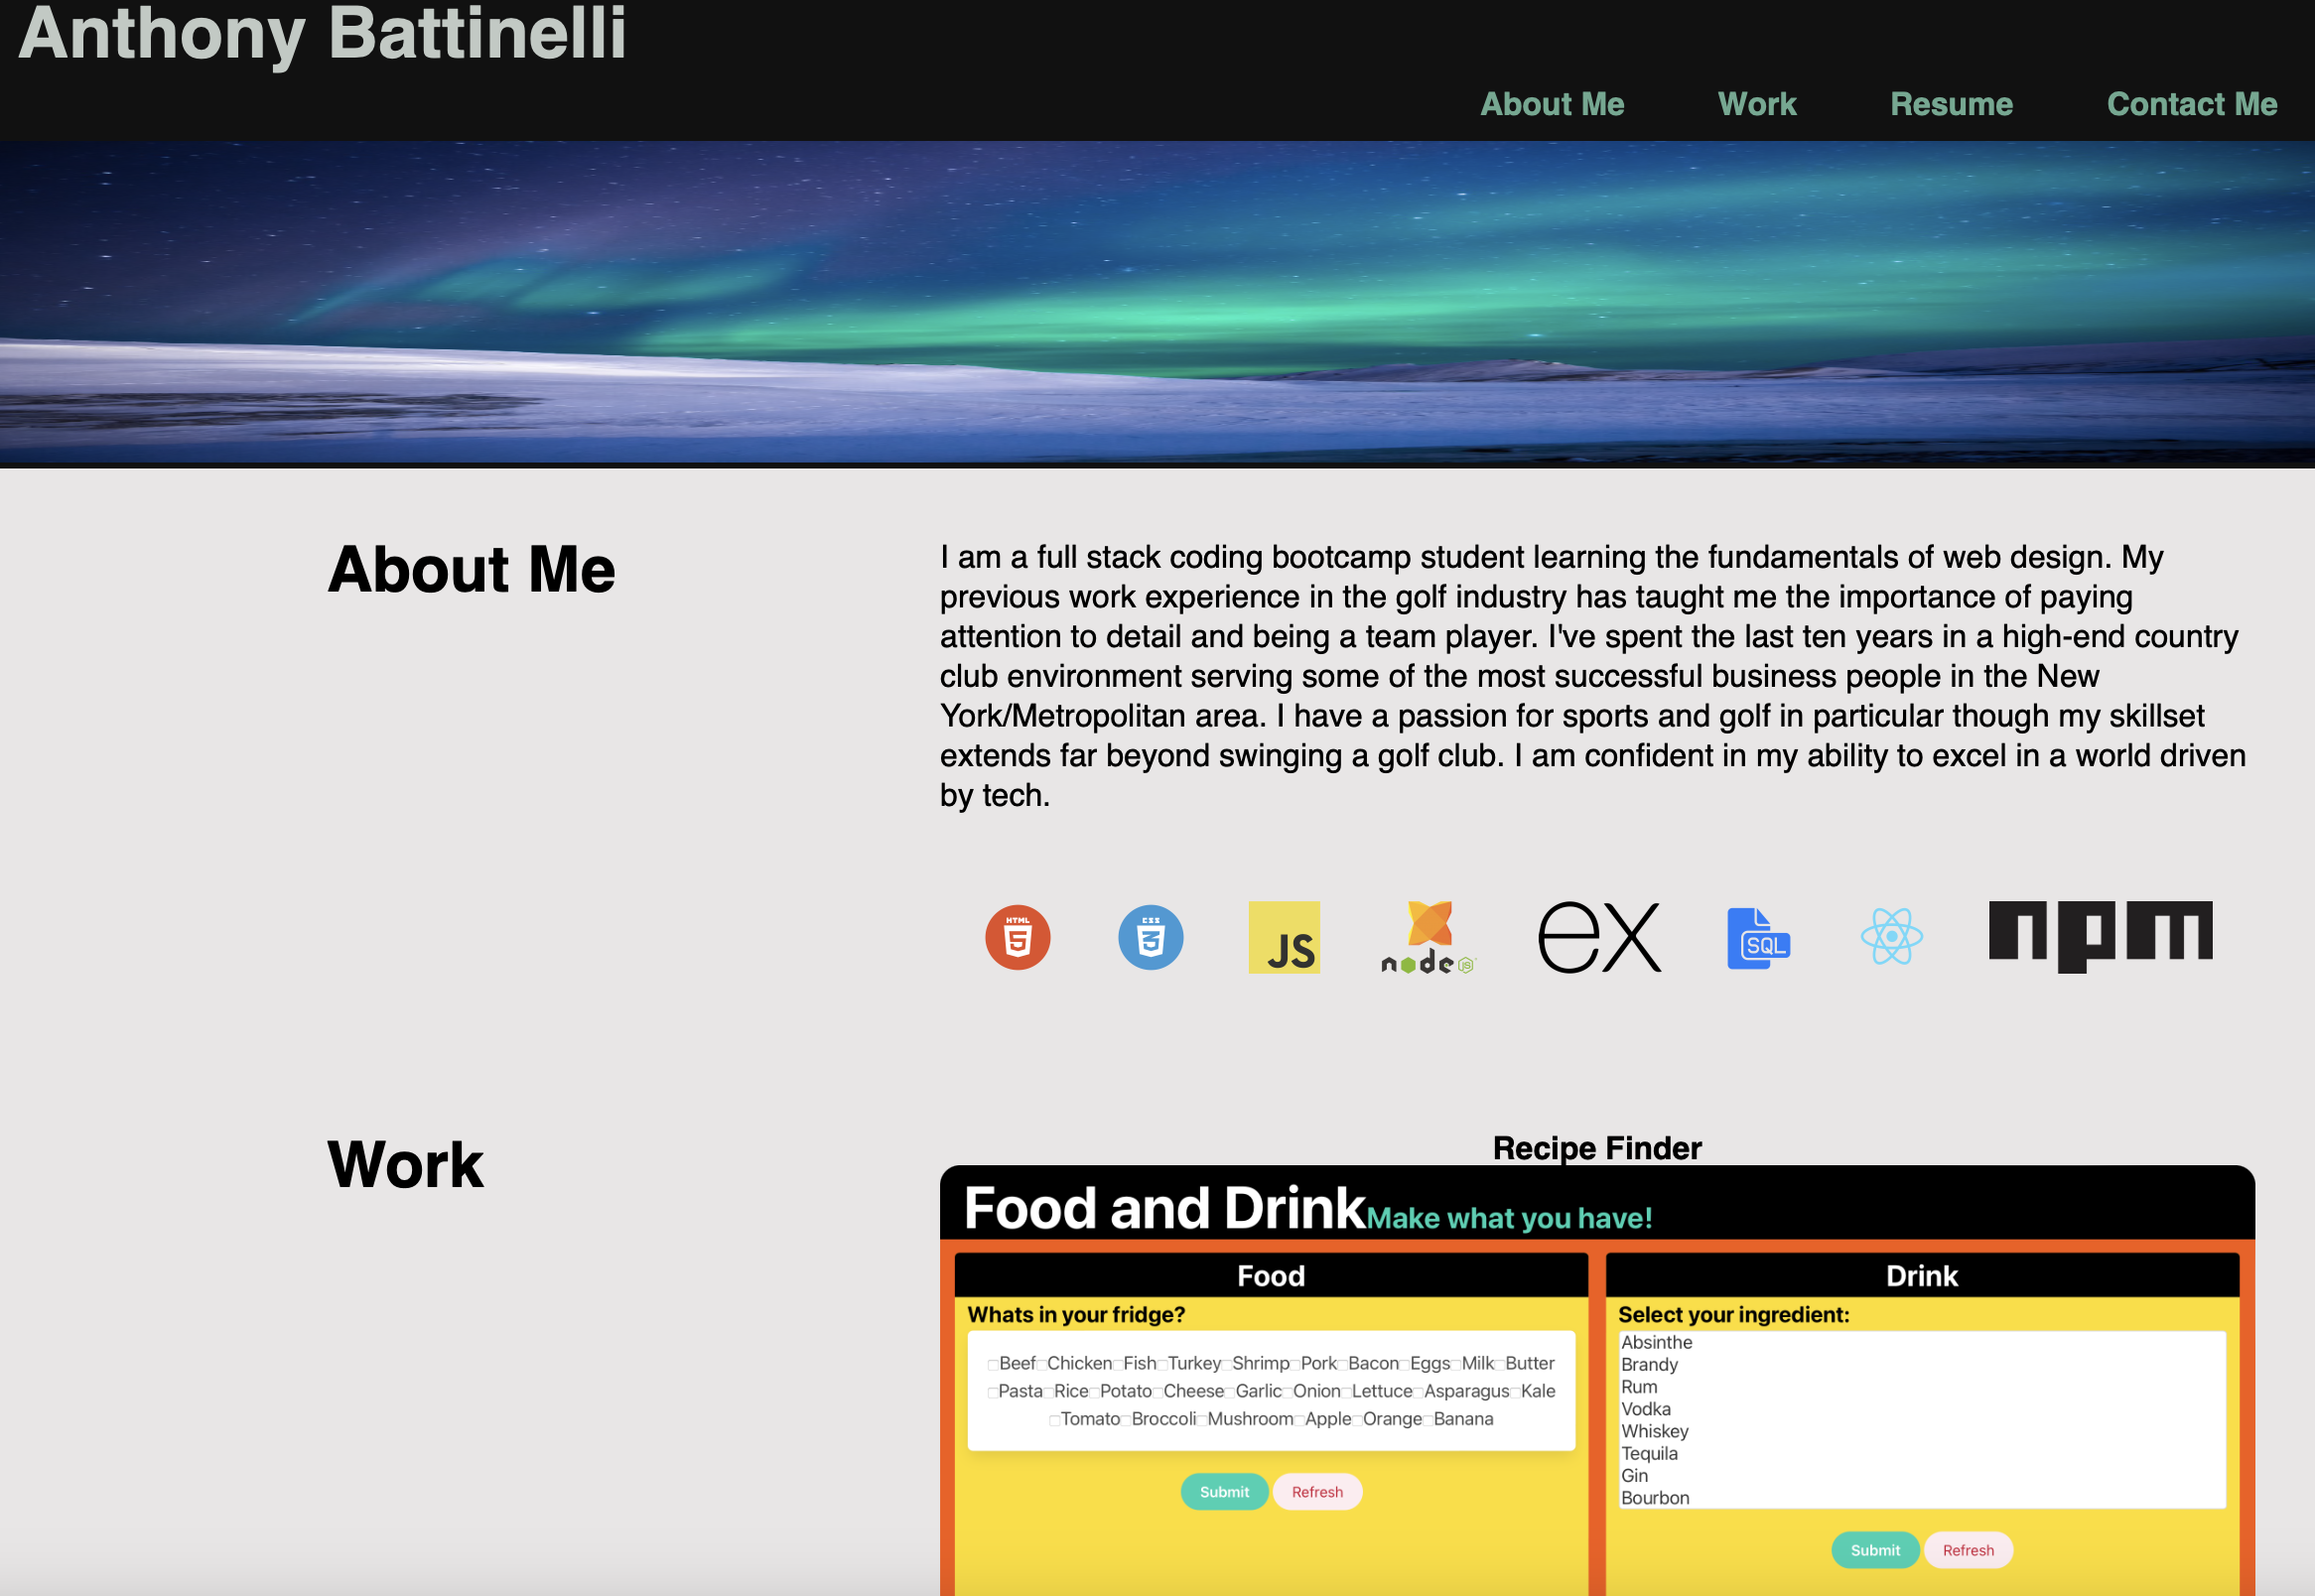 Anthony Battinelli
About Me Work Resume Contact Me
About Me
I am a full stack coding bootcamp student learning the fundamentals of web design. My
previous work experience in the golf industry has taught me the importance of paying
attention to detail and being a team player. I've spent the last ten years in a high-end country
club environment serving some of the most successful business people in the New
York/Metropolitan area. I have a passion for sports and golf in particular though my skillset
extends far beyond swinging a golf club. I am confident in my ability to excel in a world driven
by tech.
HTML 5 CSS 3 JS node JS ex SQL npm
Work
Recipe Finder
Food and Drink Make what you have!
Food
Whats in your fridge?
Beef Chicken Fish Turkey Shrimp Pork Bacon Eggs Milk Butter
Pasta Rice Potato Cheese Garlic Onion Lettuce Asparagus Kale
Tomato Broccoli Mushroom Apple Orange Banana
Submit Refresh
Drink
Select your ingredient:
Absinthe
Brandy
Rum
Vodka
Whiskey
Tequila
Gin
Bourbon
Submit Refresh